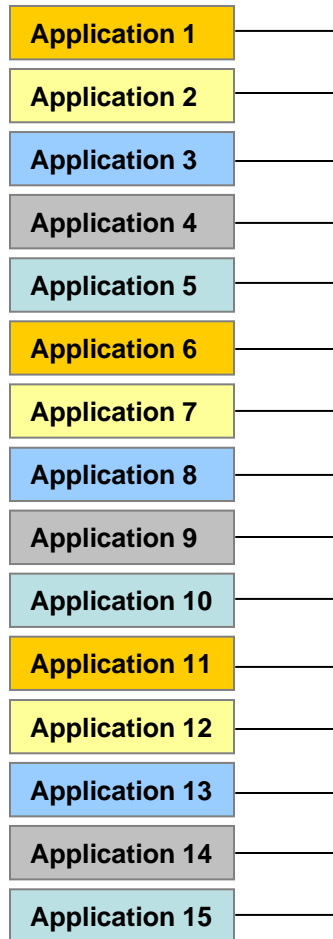 Application 1
Application 2
Application 3
Application 4
Application 5
Application 6
Application 7
Application 8
Application 9
Application 10
Application 11
Application 12
Application 13
Application 14
Application 15